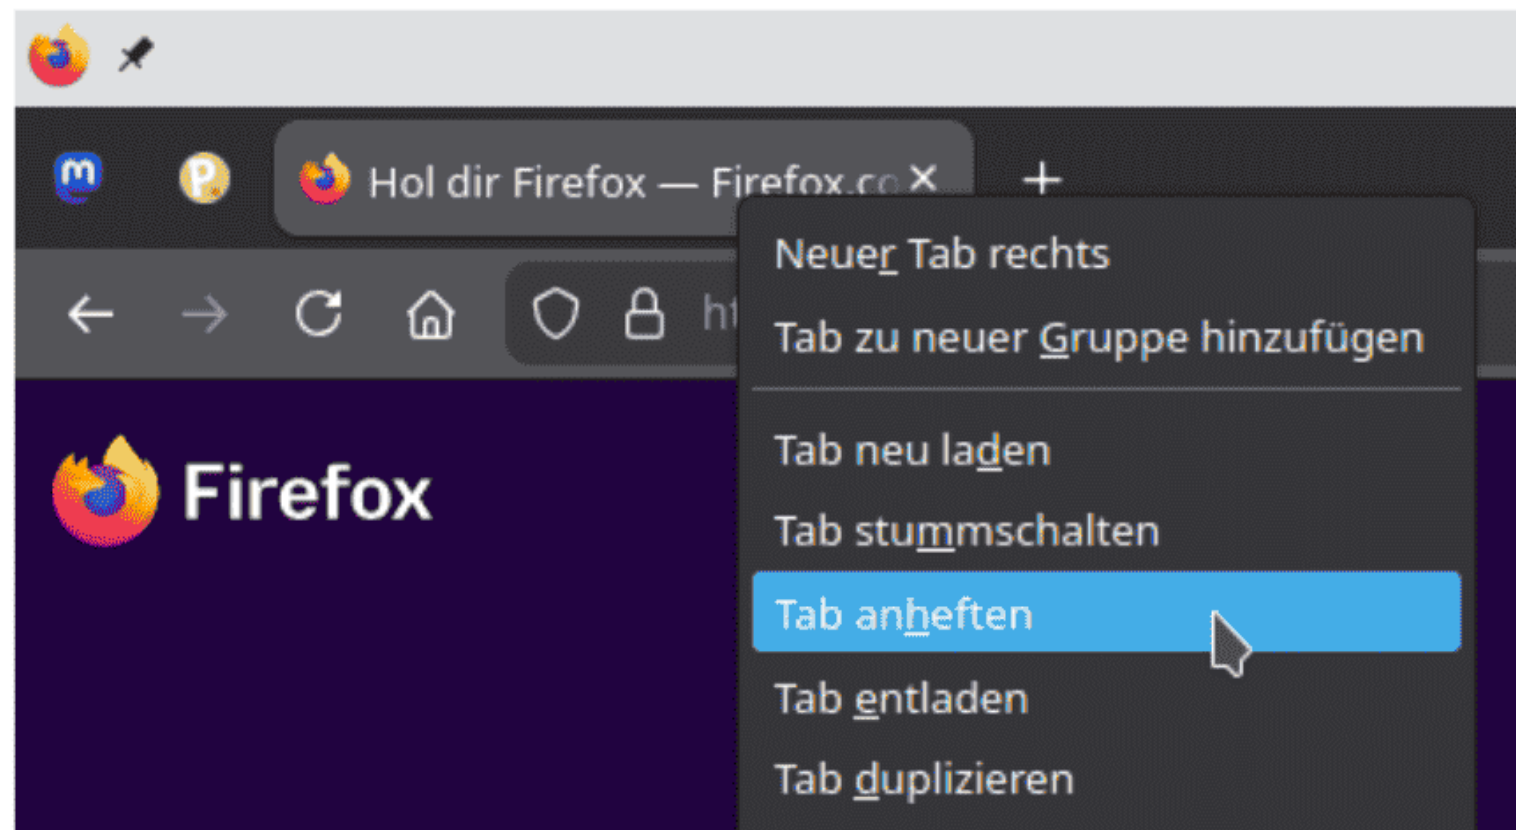 Hol dir Firefox — Firefox.co
Neuer Tab rechts
Tab zu neuer Gruppe hinzufügen
Firefox
Tab neu laden
Tab stummschalten
Tab anheften
Tab entladen
Tab duplizieren